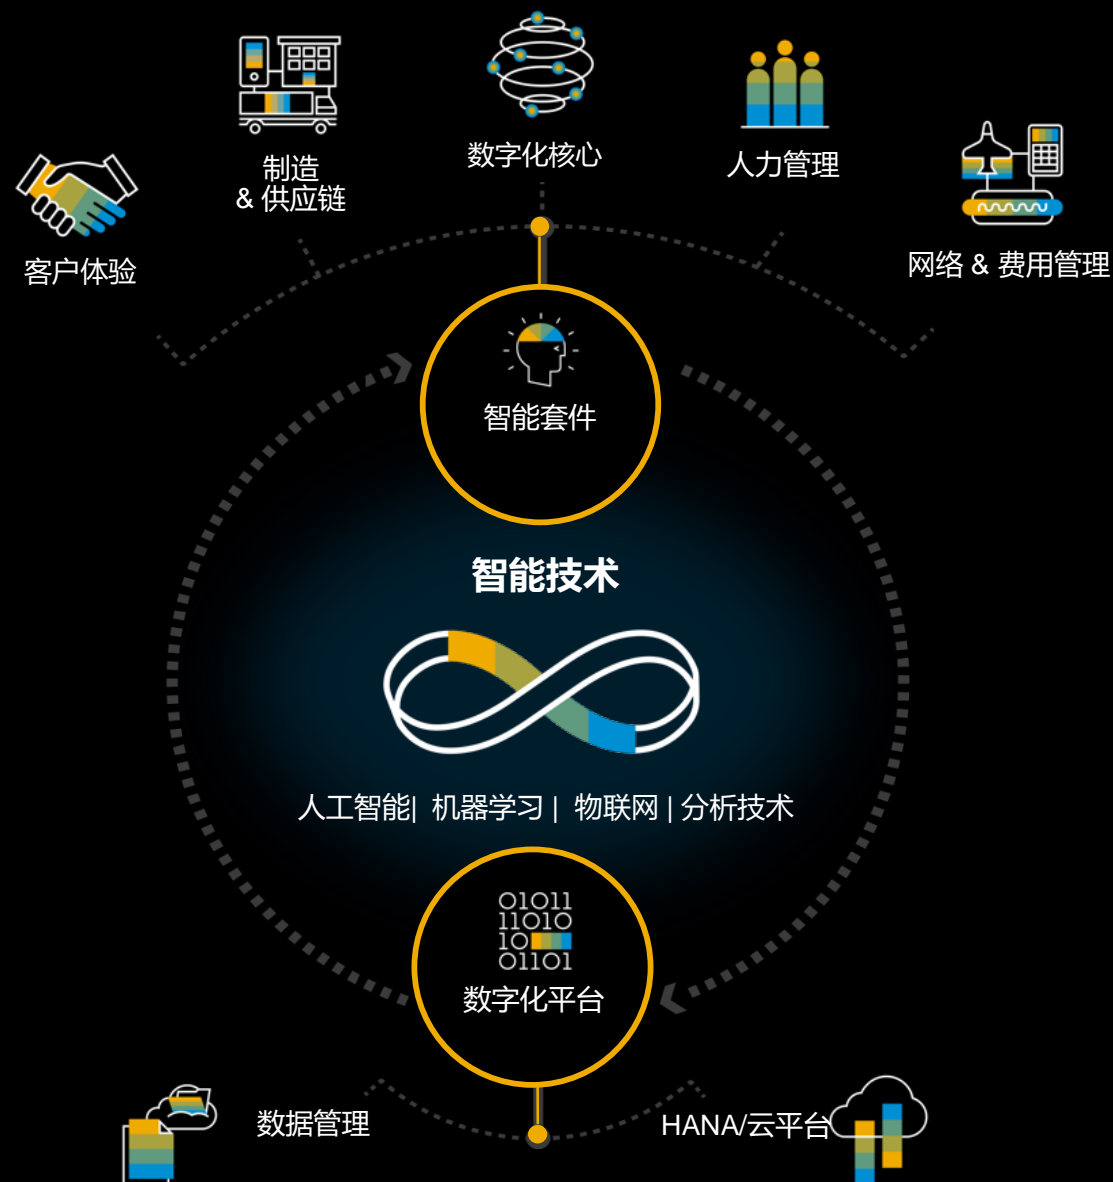 数字化核心
制造
& 供应链
人力管理
客户体验
网络 & 费用管理
智能套件
智能技术
人工智能| 机器学习 | 物联网 | 分析技术
01011
11010
10
01101
数字化平台
数据管理
HANA/云平台